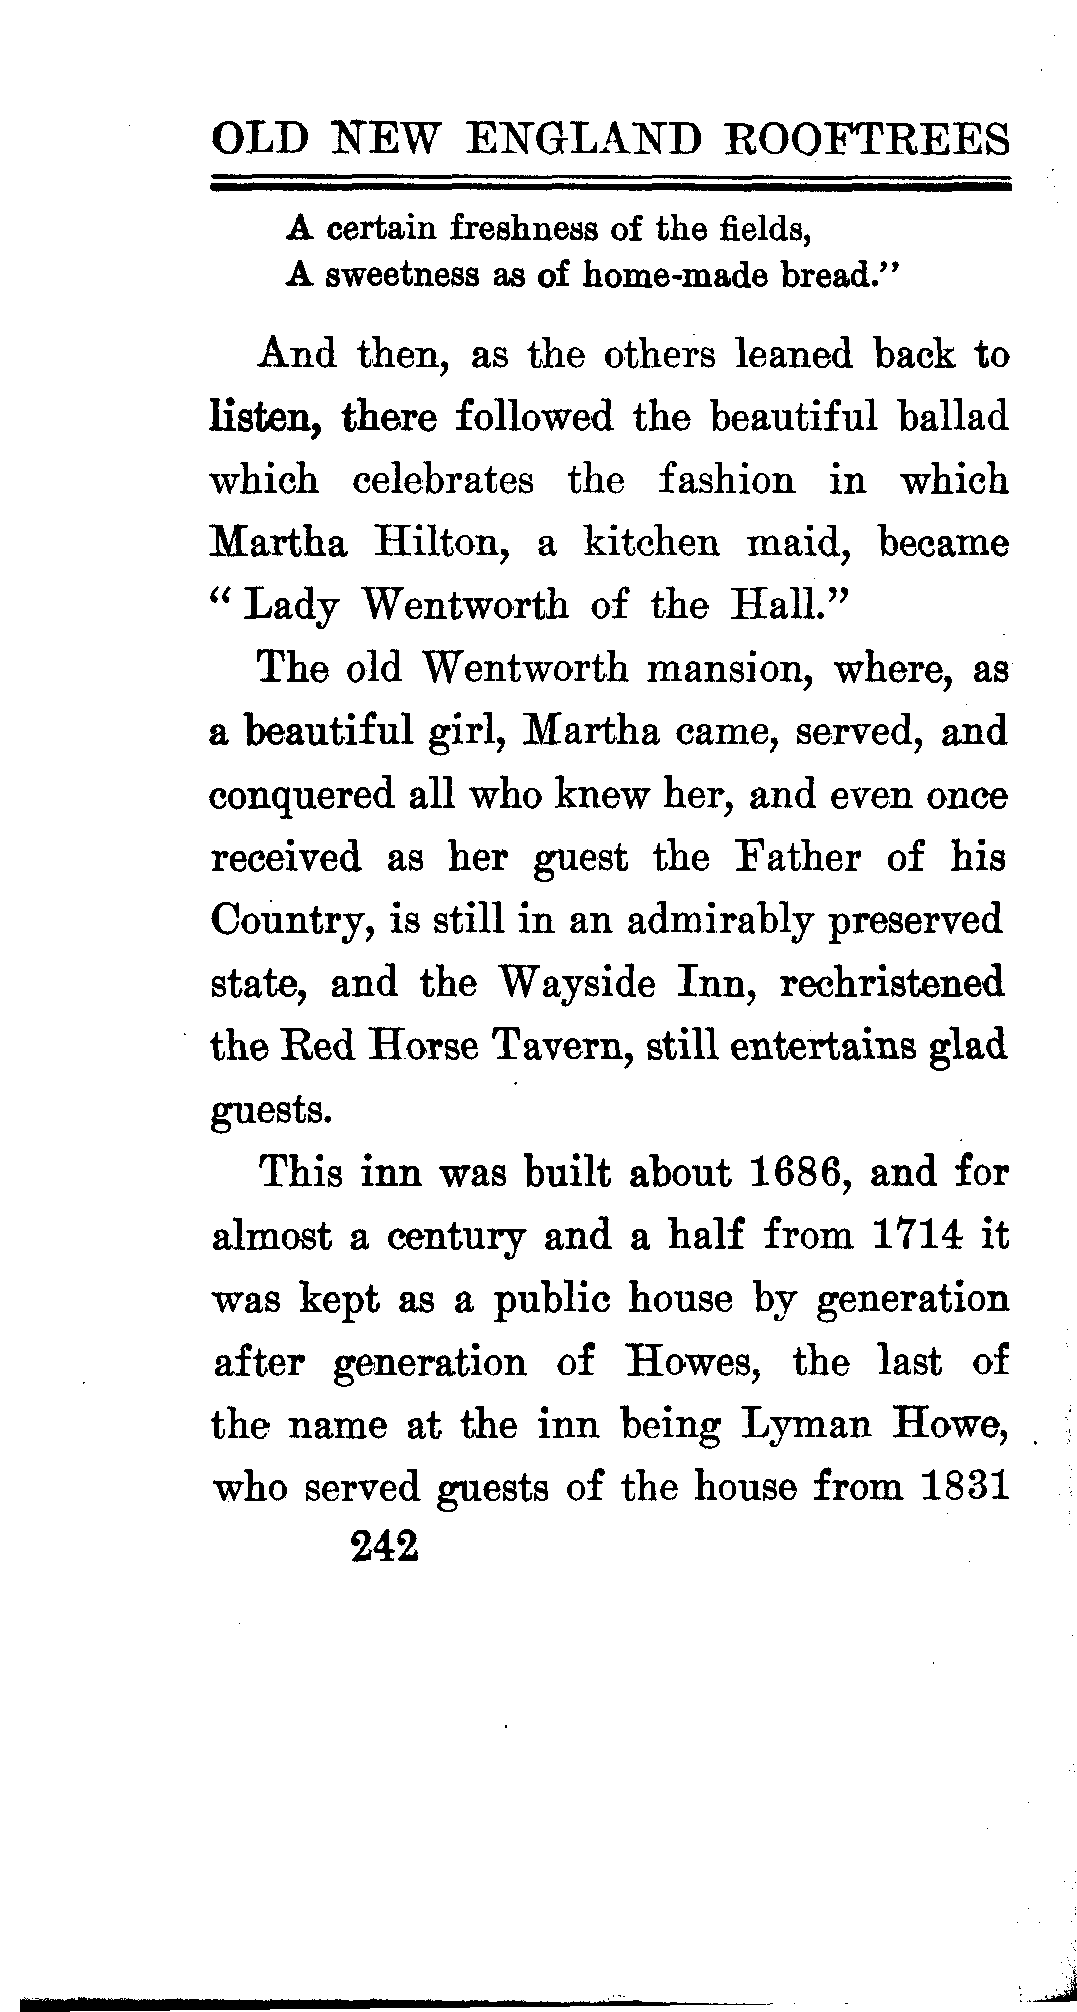 OLD NEW ENGLAND ROOFTREES
A certain freshness of the fields,
A sweetness as of home-made bread."
And then, as the others leaned back to
listen, there followed the beautiful ballad
which celebrates the fashion in which
Martha Hilton, a kitchen maid, became
" Lady Wentworth of the Hall."
The old Wentworth mansion, where, as
a beautiful girl, Martha came, served, and
conquered all who knew her, and even once
received as her guest the Father of his
Country, is still in an admirably preserved
state, and the Wayside Inn, rechristened
the Red Horse Tavern, still entertains glad
guests.
This inn was built about 1686, and for
almost a century and a half from 1714 it
was kept as a public house by generation
after generation of Howes, the last of
the name at the inn being Lyman Howe,
who served guests of the house from 1831
242